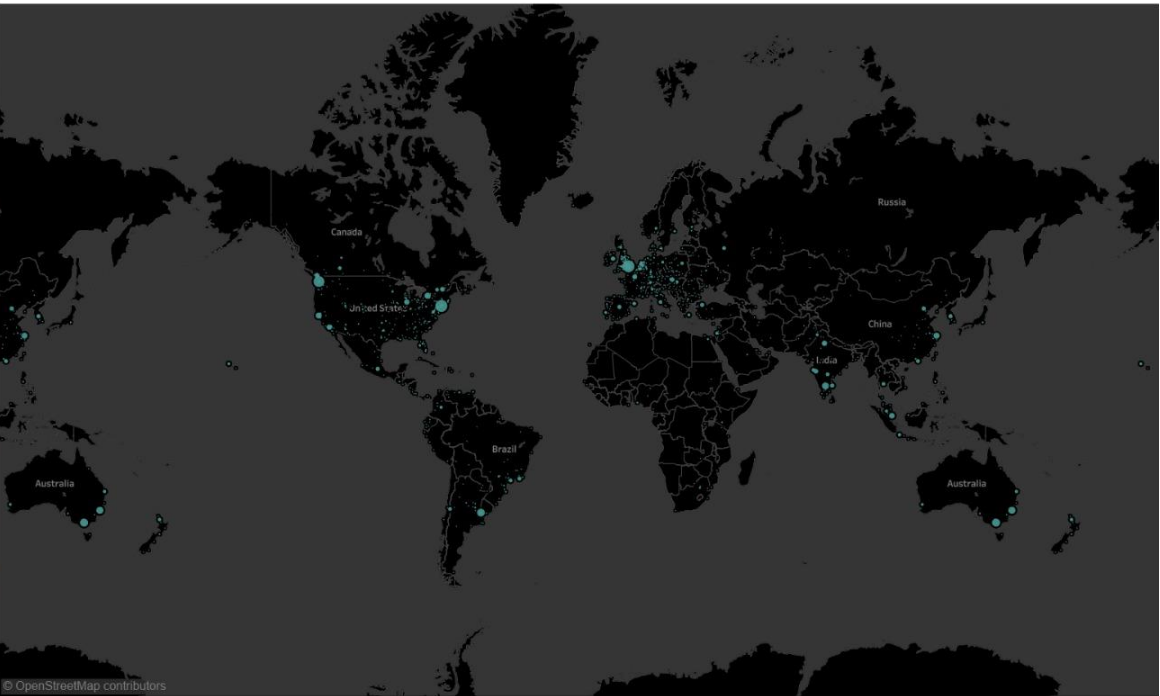 Russia
Canada
United States
China
India
Brazil
Australia
Australia
© OpenStreetMap contributors